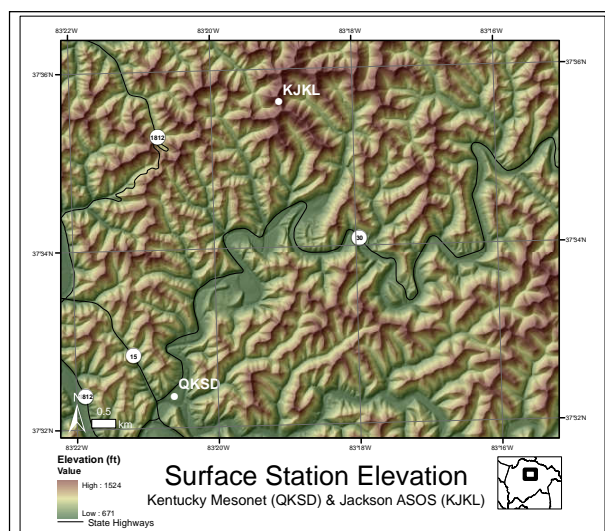 83'22'W 83'20'W 83'18'W 83'16'W
37'56'N 37'56'N
KJKL
1812
30
37'54'N 37'54'N
15
QKSD
812
N
0.5
km
37'52'N 37'52'N
83'22'W 83'20'W 83'18'W 83'16'W
Elevation (ft)
Value
High : 1524
Low : 671
State Highways
Surface Station Elevation
Kentucky Mesonet (QKSD) & Jackson ASOS (KJKL)